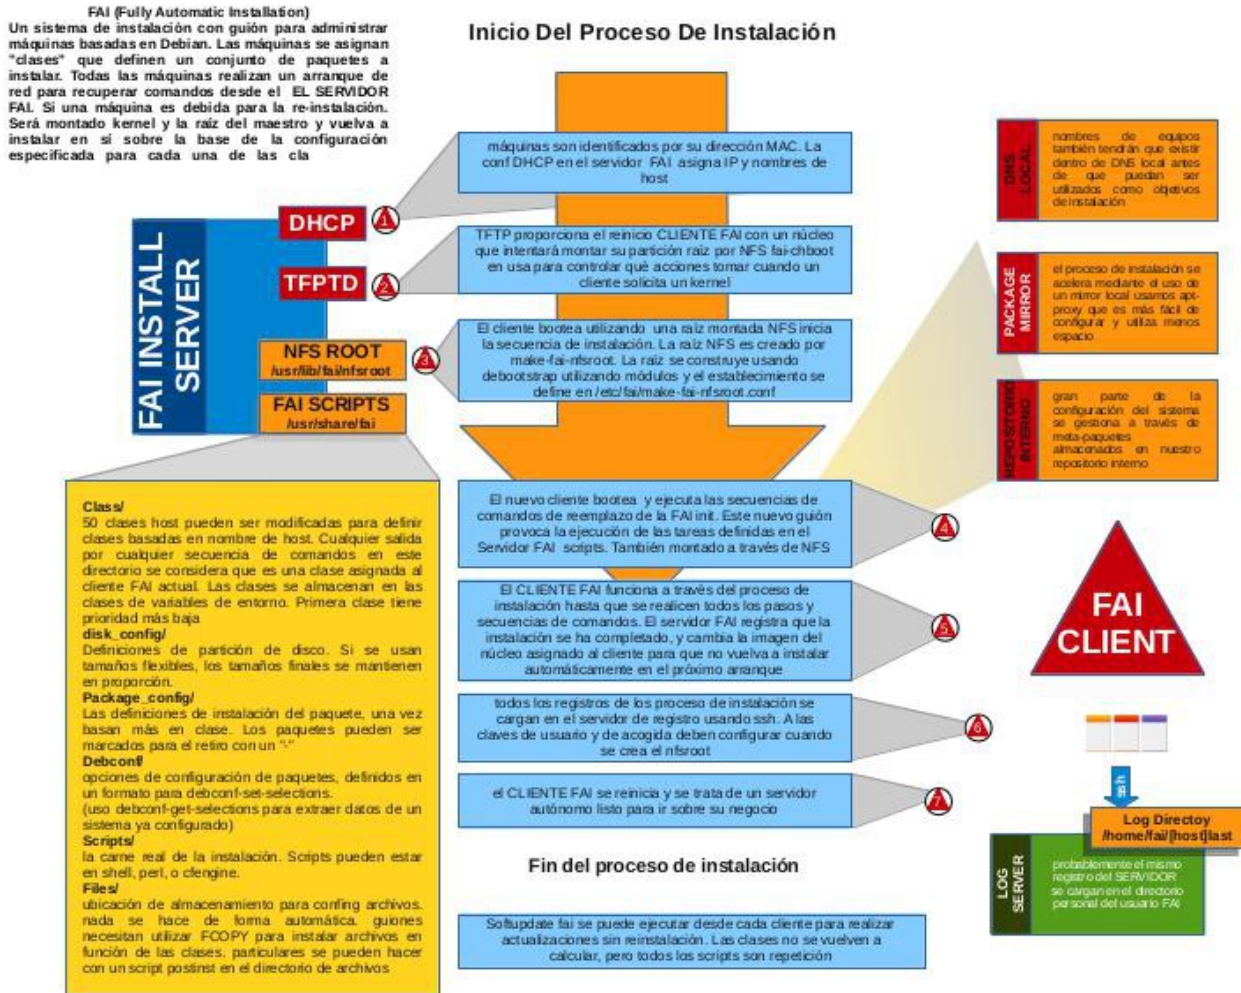 FAI (Fully Automatic Installation)
Un sistema de instalación con guión para administrar
máquinas basadas en Debian. Las máquinas se asignan
"clases" que definen un conjunto de paquetes a
instalar. Todas las máquinas realizan un arranque de
red para recuperar comandos desde el EL SERVIDOR
FAI. Si una máquina es debida para la re-instalación.
Será montado kernel y la raíz del maestro y vuelva a
instalar en sí sobre la base de la configuración
especificada para cada una de las cla
Inicio Del Proceso De Instalación
máquinas son identificados por su dirección MAC. La
conf DHCP en el servidor FAI asigna IP y nombres de
host
TFTP proporciona el reinicio CLIENTE FAI con un núcleo
que intentará montar su partición raíz por NFS fai-chboot
en usa para controlar qué acciones tomar cuando un
cliente solicita un kernel
El cliente bootea utilizando una raíz montada NFS inicia
la secuencia de instalación. La raíz NFS es creado por
make-fai-nfsroot. La raíz se construye usando
debootstrap utilizando módulos y el establecimiento se
define en /etc/fai/make-fai-nfsroot.conf
FAI INSTALL
SERVER
DHCP
1
TFPTD
2
NFS ROOT
/usr/lib/fai/nfsroot
3
FAI SCRIPTS
/usr/share/fai
DNS
LOCAL
nombres de equipos
también tendrán que existir
dentro de DNS local antes
de que puedan ser
utilizados como objetivos
de instalación
PACKAGE
MIRROR
el proceso de instalación se
acelera mediante el uso de
un mirror local usamos apt-
proxy que es más fácil de
configurar y utiliza menos
espacio
REPOSITORIO
INTERNO
gran parte de la
configuración del sistema
se gestiona a través de
meta-paquetes
almacenados en nuestro
repositorio interno
Class/
50 clases host pueden ser modificadas para definir
clases basadas en nombre de host. Cualquier salida
por cualquier secuencia de comandos en este
directorio se considera que es una clase asignada al
cliente FAI actual. Las clases se almacenan en las
clases de variables de entorno. Primera clase tiene
prioridad más baja
disk_config/
Definiciones de partición de disco. Si se usan
tamaños flexibles, los tamaños finales se mantienen
en proporción.
Package_config/
Las definiciones de instalación del paquete, una vez
basan más en clase. Los paquetes pueden ser
marcados para el retiro con un "-"
Debconf/
opciones de configuración de paquetes, definidos en
un formato para debconf-set-selections.
(uso debconf-get-selections para extraer datos de un
sistema ya configurado)
Scripts/
la carne real de la instalación. Scripts pueden estar
en shell, perl, o cfengine.
Files/
ubicación de almacenamiento para confing archivos.
nada se hace de forma automática. guiones
necesitan utilizar FCOPY para instalar archivos en
función de las clases. particulares se pueden hacer
con un script postinst en el directorio de archivos
El nuevo cliente bootea y ejecuta las secuencias de
comandos de reemplazo de la FAI init. Este nuevo guión
provoca la ejecución de las tareas definidas en el
Servidor FAI scripts. También montado a través de NFS
4
El CLIENTE FAI funciona a través del proceso de
instalación hasta que se realicen todos los pasos y
secuencias de comandos. El servidor FAI registra que la
instalación se ha completado, y cambia la imagen del
núcleo asignado al cliente para que no vuelva a instalar
automáticamente en el próximo arranque
5
todos los registros de los proceso de instalación se
cargan en el servidor de registro usando ssh. A las
claves de usuario y de acogida deben configurar cuando
se crea el nfsroot
6
el CLIENTE FAI se reinicia y se trata de un servidor
autónomo listo para ir sobre su negocio
7
Fin del proceso de instalación
Softupdate fai se puede ejecutar desde cada cliente para realizar
actualizaciones sin reinstalación. Las clases no se vuelven a
calcular, pero todos los scripts son repetición
FAI
CLIENT
ssh
Log Directoy
/home/fai/[host]last
LOG
SERVER
probablemente el mismo
registro del SERVIDOR
se cargan en el directorio
personal del usuario FAI